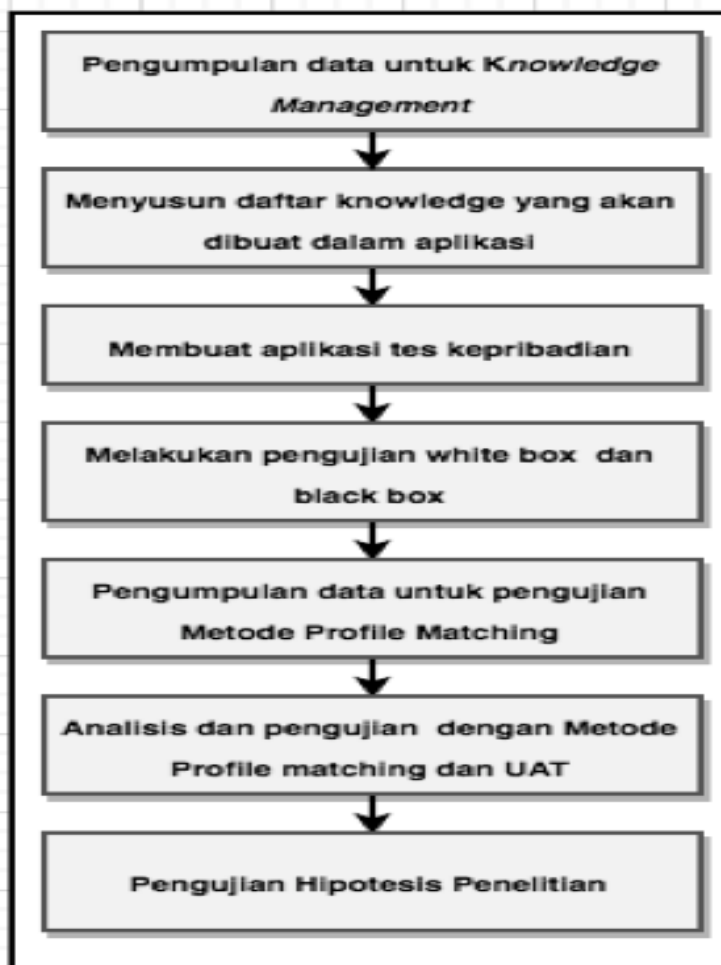 Pengumpulan data untuk Knowledge
Management
Menyusun daftar knowledge yang akan
dibuat dalam aplikasi
Membuat aplikasi tes kepribadian
Melakukan pengujian white box dan
black box
Pengumpulan data untuk pengujian
Metode Profile Matching
Analisis dan pengujian dengan Metode
Profile matching dan UAT
Pengujian Hipotesis Penelitian